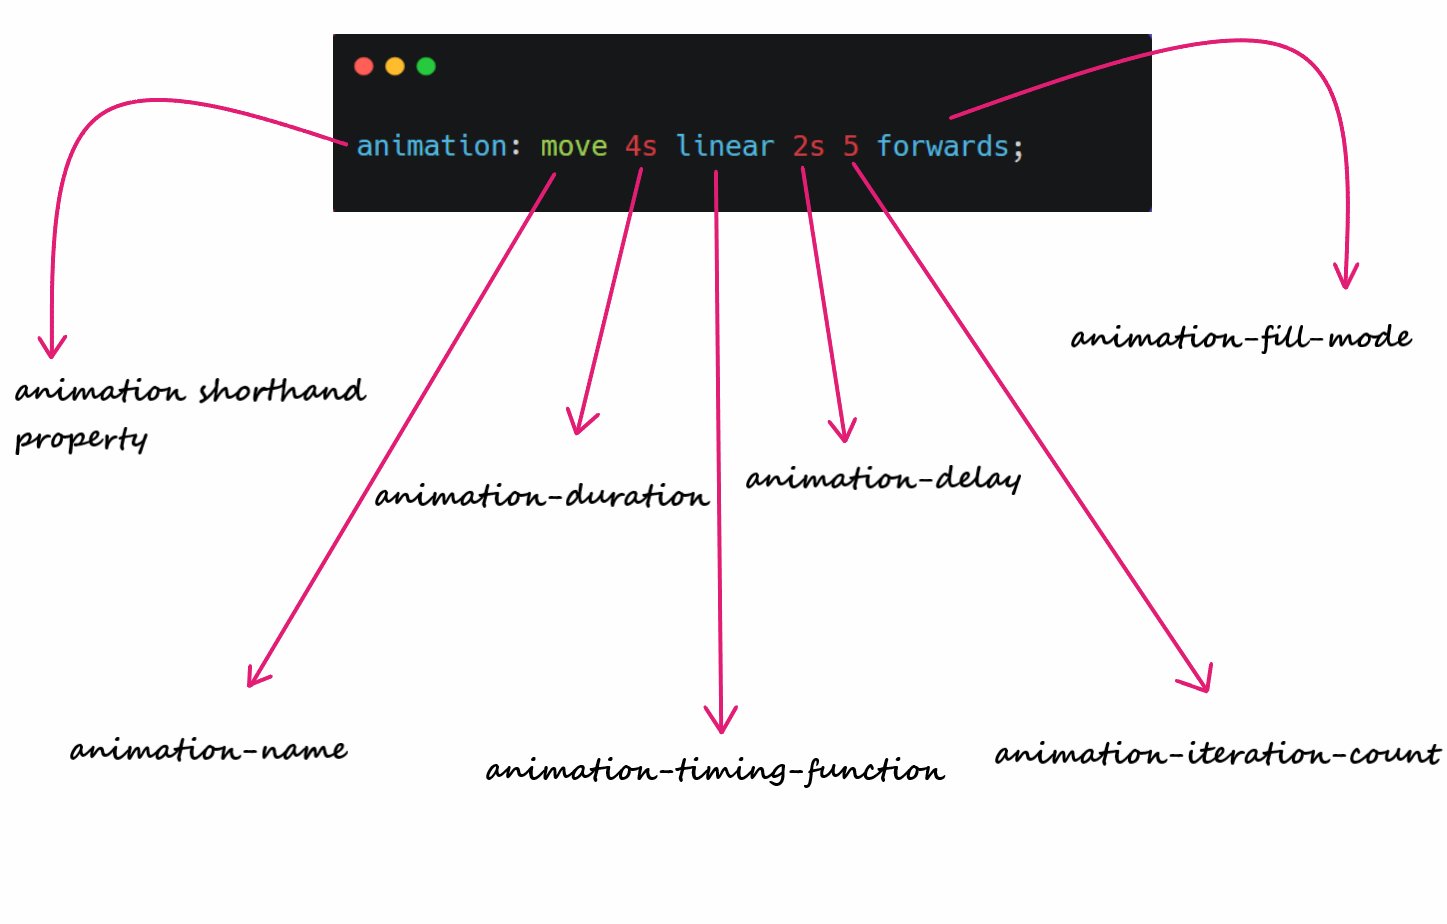 animation: move 4s linear 2s 5 forwards;
animation-fill-mode
animation shorthand
property
animation-duration
animation-delay
animation-name
animation-timing-function
animation-iteration-count